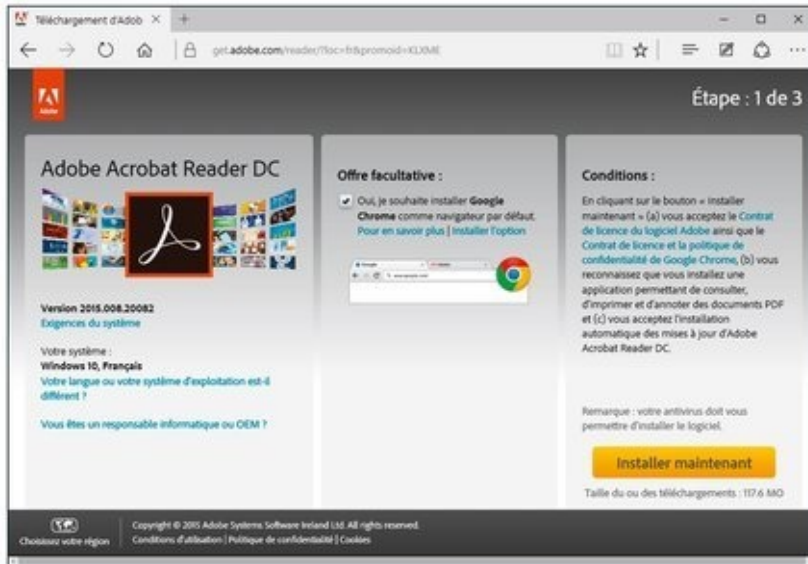 Téléchargement d'Adob
get.adobe.com/reader/?loc=fr&promoid=KLXME
Adobe
Étape : 1 de 3
Adobe Acrobat Reader DC
Version 2015.008.20082
Exigences du système
Votre système :
Windows 10, Français
Votre langue ou votre système d'exploitation est-il
différent ?
Vous êtes un responsable informatique ou OEM ?
Offre facultative :
Oui, je souhaite installer Google
Chrome comme navigateur par défaut.
Pour en savoir plus | Installer l'option
Conditions :
En cliquant sur le bouton « Installer
maintenant » (a) vous acceptez le Contrat
de licence du logiciel Adobe ainsi que le
Contrat de licence et la politique de
confidentialité de Google Chrome, (b) vous
reconnaissez que vous installez une
application permettant de consulter,
d'imprimer et d'annoter des documents PDF
et (c) vous acceptez l'installation
automatique des mises à jour d'Adobe
Acrobat Reader DC.
Remarque : votre antivirus doit vous
permettre d'installer le logiciel.
Installer maintenant
Taille du ou des téléchargements : 117.6 MO
Choisissez votre région
Copyright © 2015 Adobe Systems Software Ireland Ltd. All rights reserved.
Conditions d'utilisation | Politique de confidentialité | Cookies